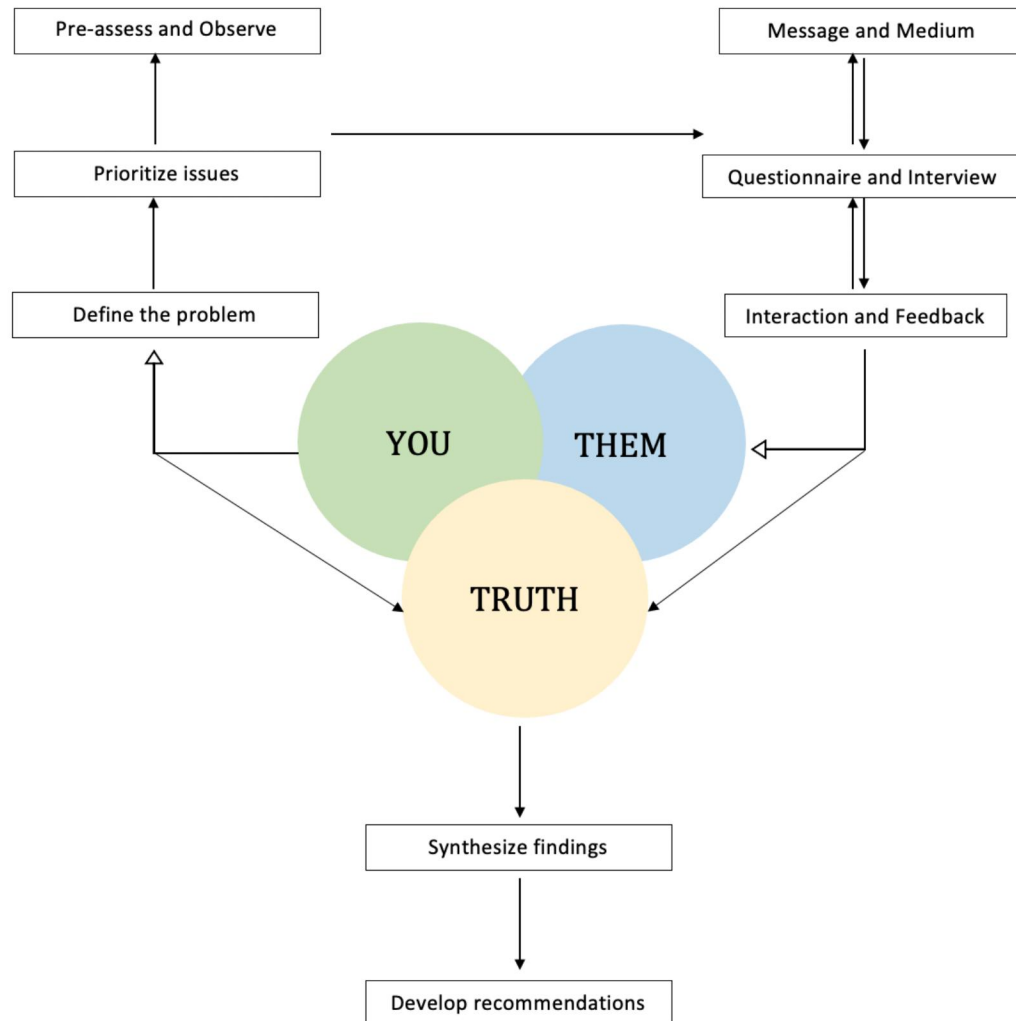 Pre-assess and Observe
Message and Medium
Prioritize issues
Questionnaire and Interview
Define the problem
Interaction and Feedback
YOU
THEM
TRUTH
Synthesize findings
Develop recommendations